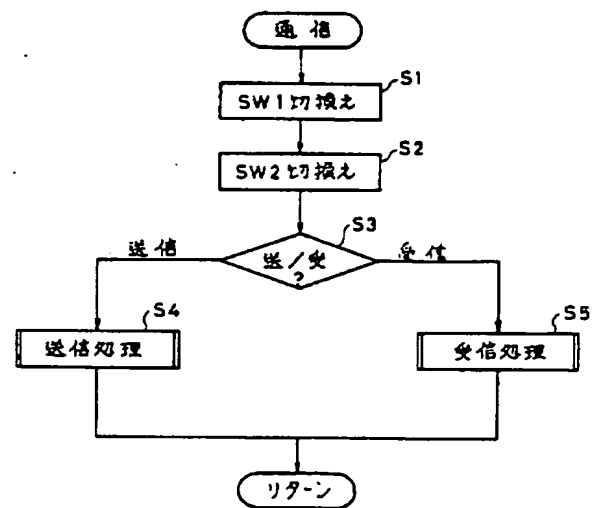 通信
S1
SW1切換え
S2
SW2切換え
S3
送信
送/受
?
受信
S4
送信処理
S5
受信処理
リターン